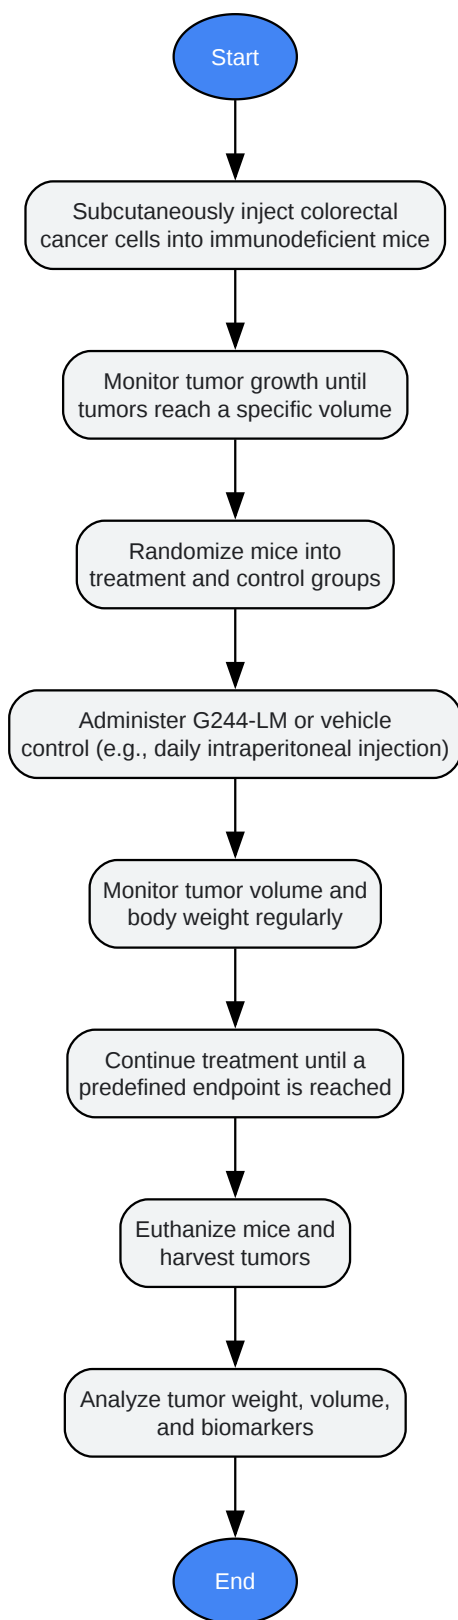 Start
Subcutaneously inject colorectal
cancer cells into immunodeficient mice
Monitor tumor growth until
tumors reach a specific volume
Randomize mice into
treatment and control groups
Administer G244-LM or vehicle
control (e.g., daily intraperitoneal injection)
Monitor tumor volume and
body weight regularly
Continue treatment until a
predefined endpoint is reached
Euthanize mice and
harvest tumors
Analyze tumor weight, volume,
and biomarkers
End